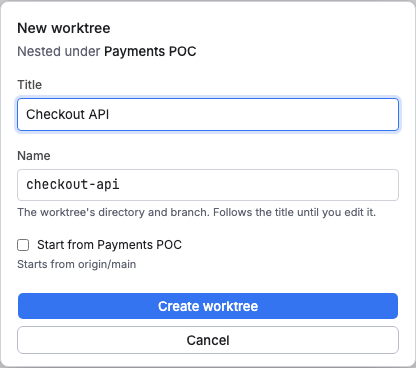 New worktree
Nested under Payments POC
Title
Checkout API
Name
checkout-api
The worktree's directory and branch. Follows the title until you edit it.
Start from Payments POC
Starts from origin/main
Create worktree
Cancel